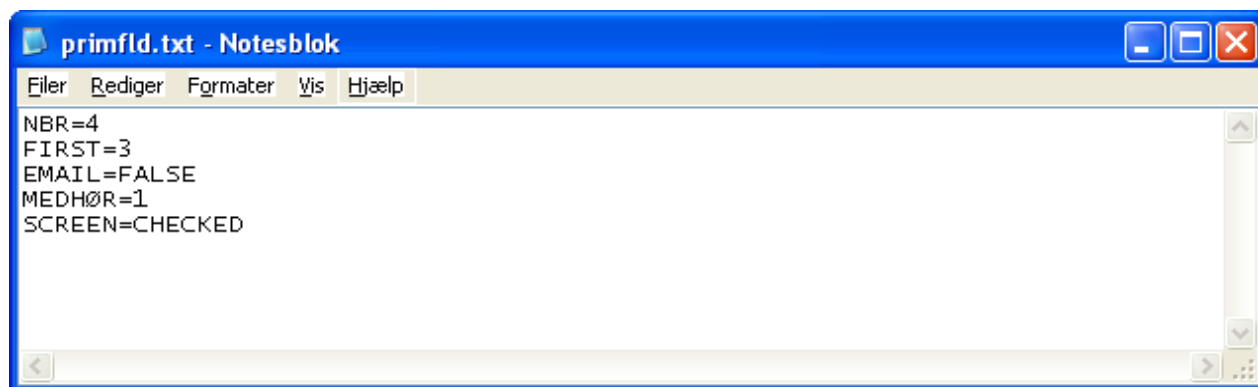 primfld.txt - Notesblok
Filer Rediger Formater Vis Hjælp
NBR=4
FIRST=3
EMAIL=FALSE
MEDHØR=1
SCREEN=CHECKED